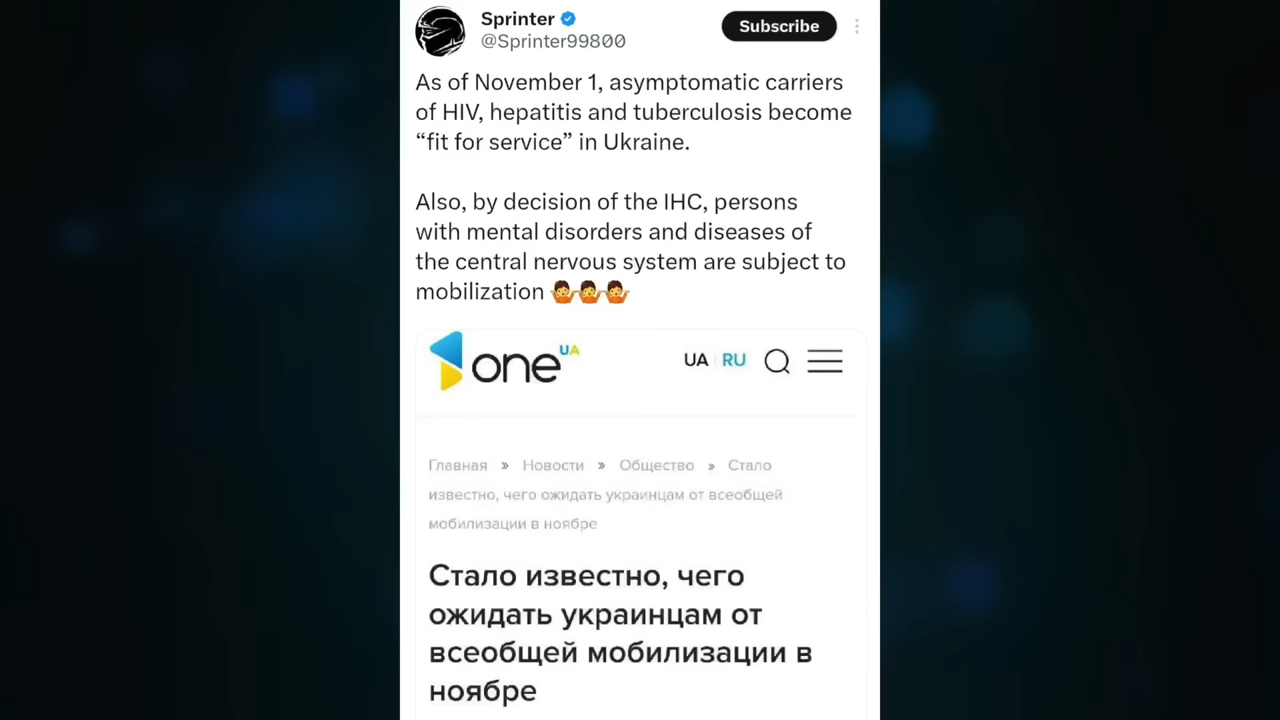 Sprinter
Subscribe
@Sprinter99800
As of November 1, asymptomatic carriers
of HIV, hepatitis and tuberculosis become
“fit for service” in Ukraine.
Also, by decision of the IHC, persons
with mental disorders and diseases of
the central nervous system are subject to
mobilization 🤷🤷🤷
one UA
UA | RU
Главная » Новости » Общество » Стало
известно, чего ожидать украинцам от всеобщей
мобилизации в ноябре
Стало известно, чего
ожидать украинцам от
всеобщей мобилизации в
ноябре